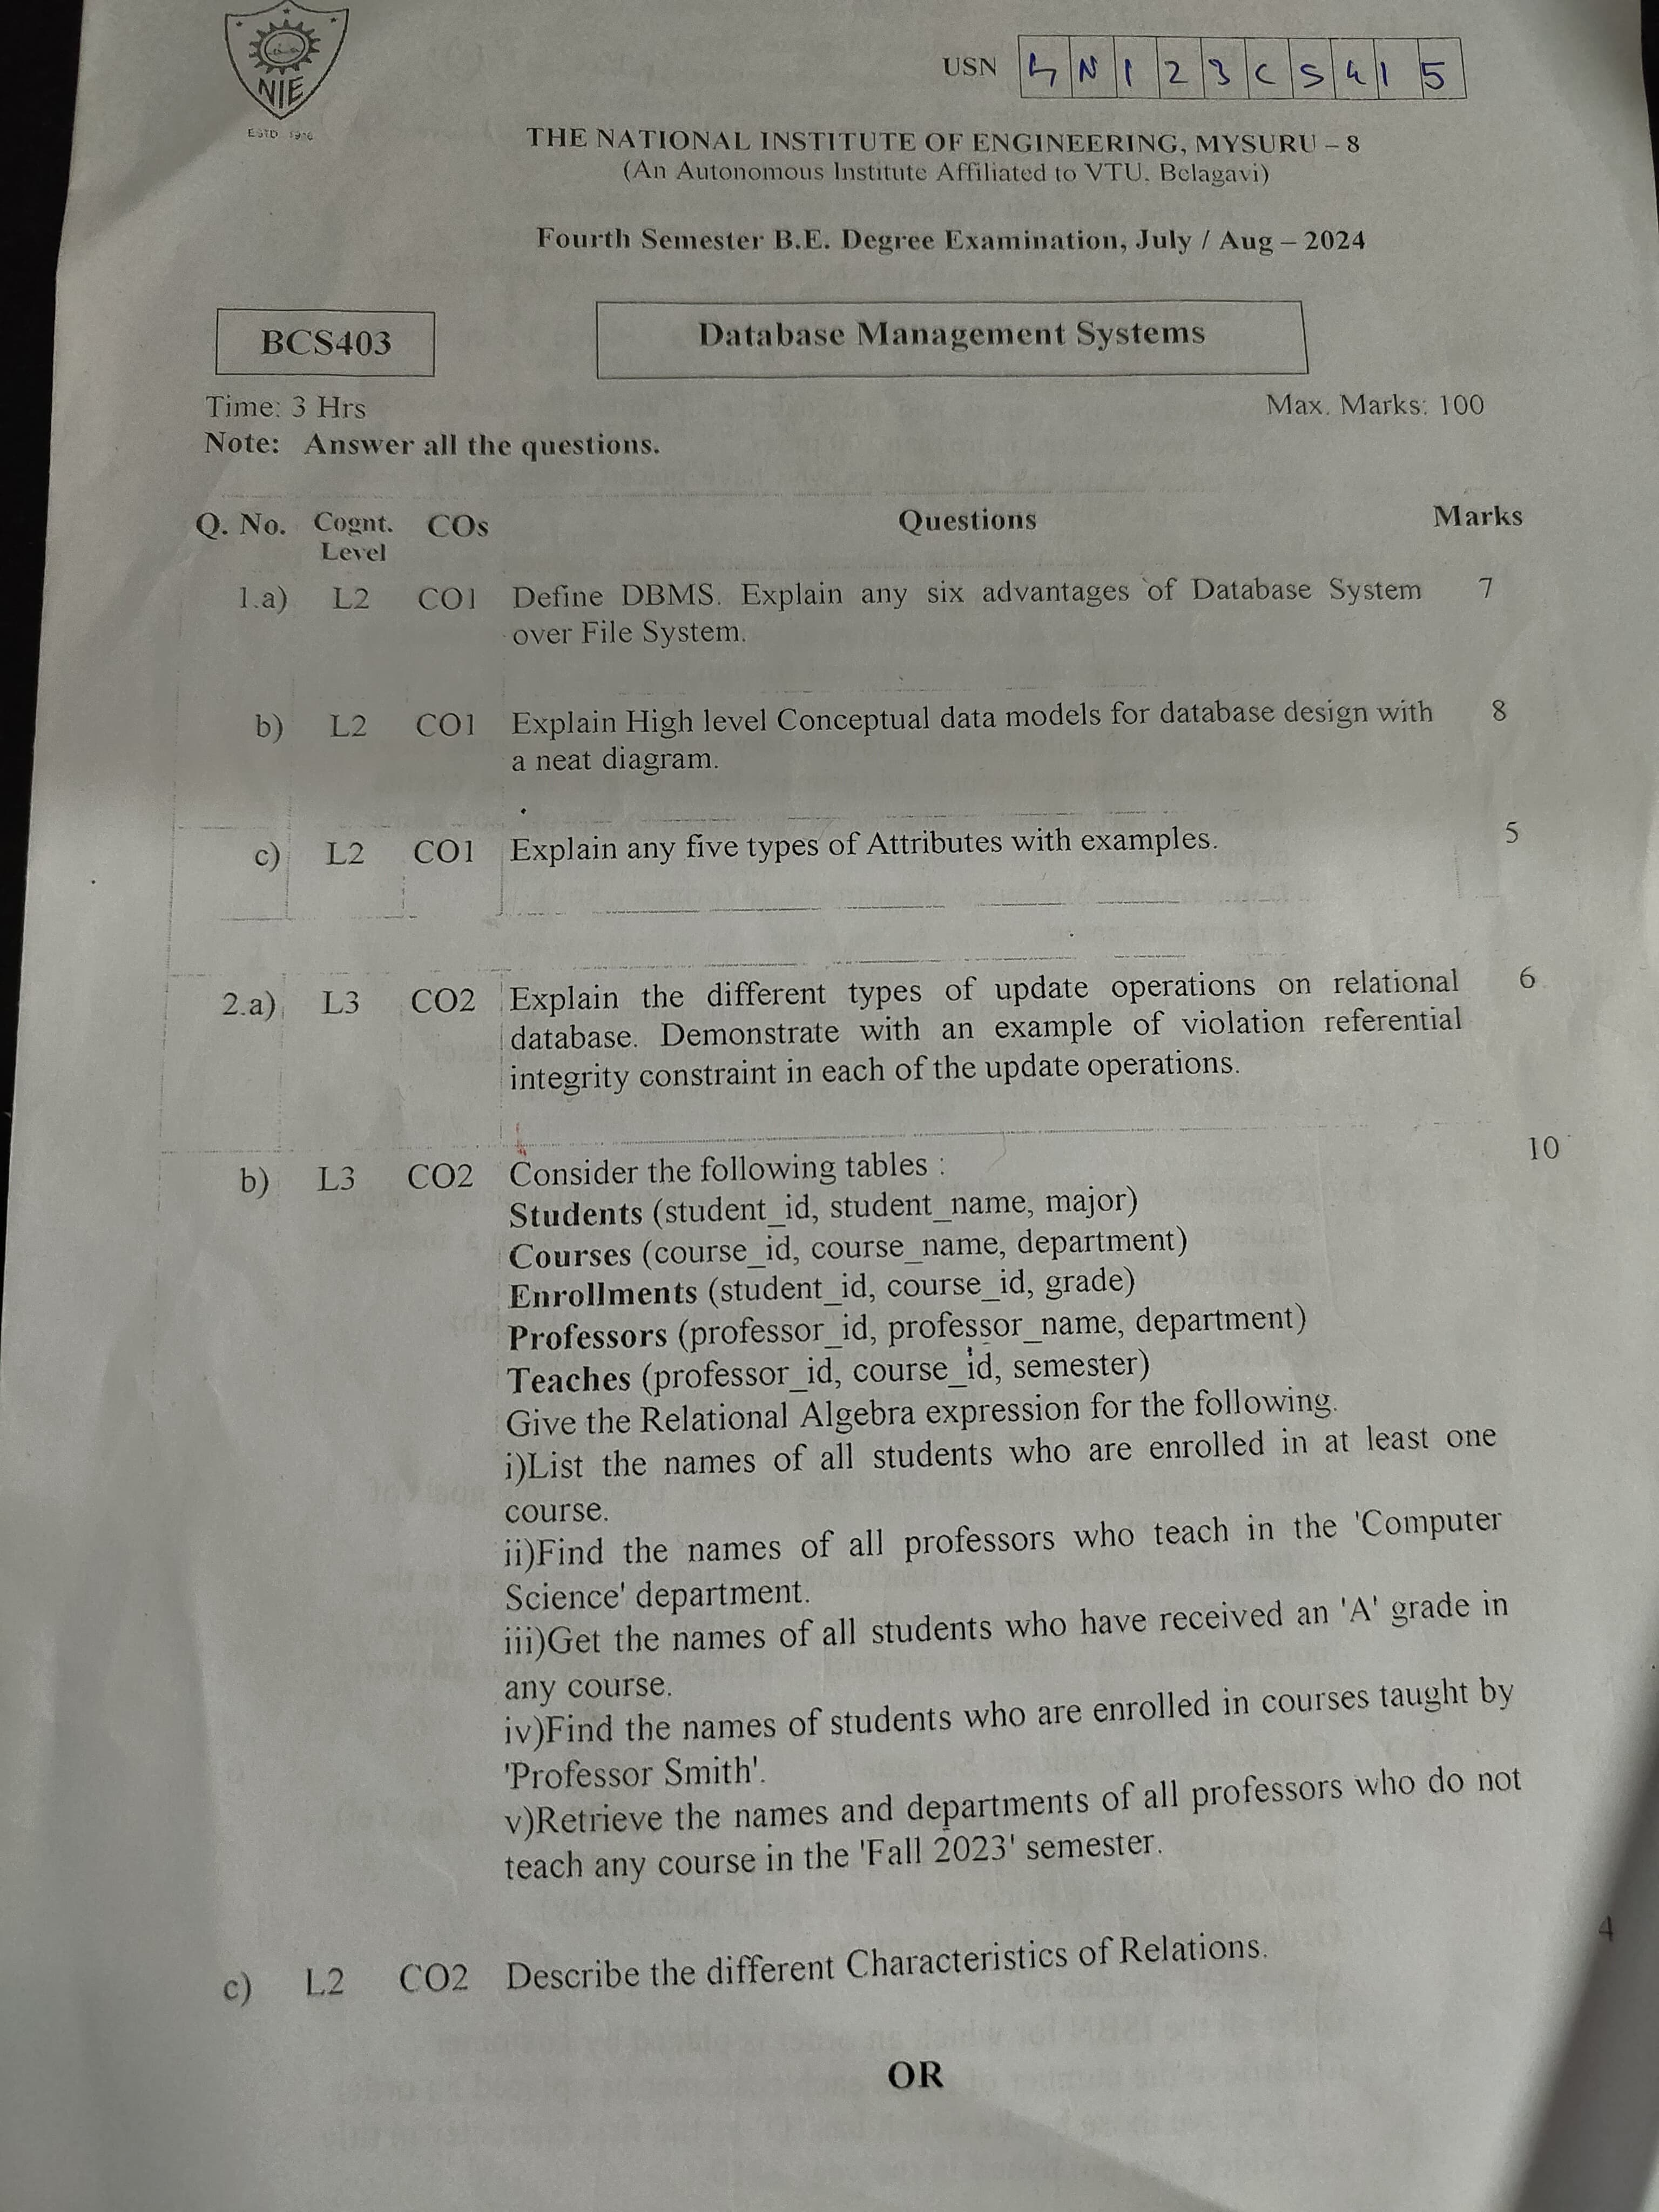 NIE
ESTD 1946
USN 4 N 1 2 3 C S 4 1 5
THE NATIONAL INSTITUTE OF ENGINEERING, MYSURU – 8
(An Autonomous Institute Affiliated to VTU, Belagavi)
Fourth Semester B.E. Degree Examination, July / Aug – 2024
BCS403
Database Management Systems
Time: 3 Hrs Max. Marks: 100
Note: Answer all the questions.
Q. No. Cognt. COs Questions Marks
Level
1.a) L2 CO1 Define DBMS. Explain any six advantages of Database System 7
over File System.
b) L2 CO1 Explain High level Conceptual data models for database design with 8
a neat diagram.
c) L2 CO1 Explain any five types of Attributes with examples. 5
2.a) L3 CO2 Explain the different types of update operations on relational 6
database. Demonstrate with an example of violation referential
integrity constraint in each of the update operations.
b) L3 CO2 Consider the following tables : 10
Students (student_id, student_name, major)
Courses (course_id, course_name, department)
Enrollments (student_id, course_id, grade)
Professors (professor_id, professor_name, department)
Teaches (professor_id, course_id, semester)
Give the Relational Algebra expression for the following.
i)List the names of all students who are enrolled in at least one
course.
ii)Find the names of all professors who teach in the 'Computer
Science' department.
iii)Get the names of all students who have received an 'A' grade in
any course.
iv)Find the names of students who are enrolled in courses taught by
'Professor Smith'.
v)Retrieve the names and departments of all professors who do not
teach any course in the 'Fall 2023' semester.
c) L2 CO2 Describe the different Characteristics of Relations. 4
OR